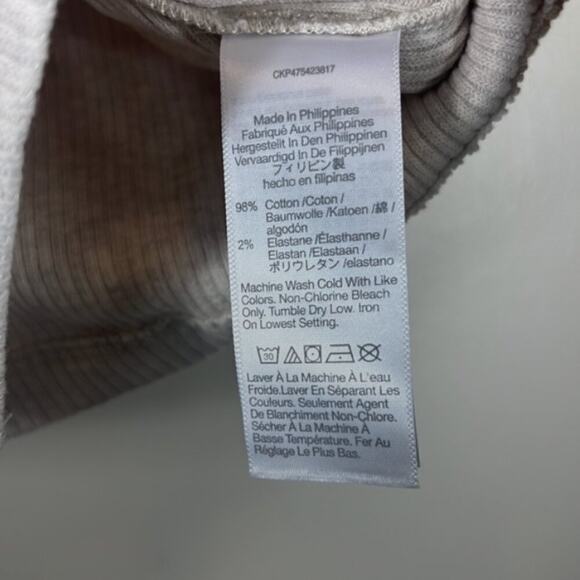 CKP475423817
Made In Philippines
Fabriqué Aux Philippines
Hergestellt In Den Philippinen
Vervaardigd In De Filippijnen
フィリピン製
hecho en filipinas
98% Cotton /Coton /
Baumwolle /Katoen /綿 /
algodón
2% Elastane /Élasthanne /
Elastan /Elastaan /
ポリウレタン /elastano
Machine Wash Cold With Like
Colors. Non-Chlorine Bleach
Only. Tumble Dry Low. Iron
On Lowest Setting.
30
Laver À La Machine À L'eau
Froide.Laver En Séparant Les
Couleurs. Seulement Agent
De Blanchiment Non-Chlore.
Sécher À La Machine À
Basse Température. Fer Au
Réglage Le Plus Bas.